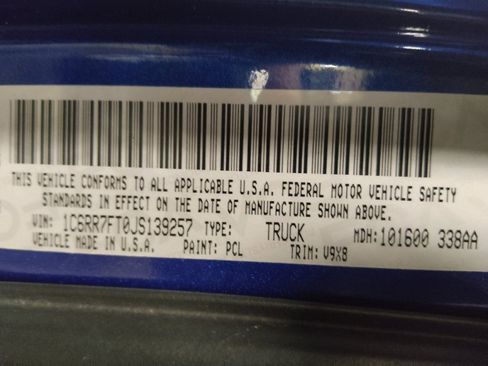 THIS VEHICLE CONFORMS TO ALL APPLICABLE U.S.A. FEDERAL MOTOR VEHICLE SAFETY
STANDARDS IN EFFECT ON THE DATE OF MANUFACTURE SHOWN ABOVE.
VIN: 1C6RR7FT0JS139257 TYPE: TRUCK MDH: 101600 338AA
VEHICLE MADE IN U.S.A. PAINT: PCL TRIM: V9X8